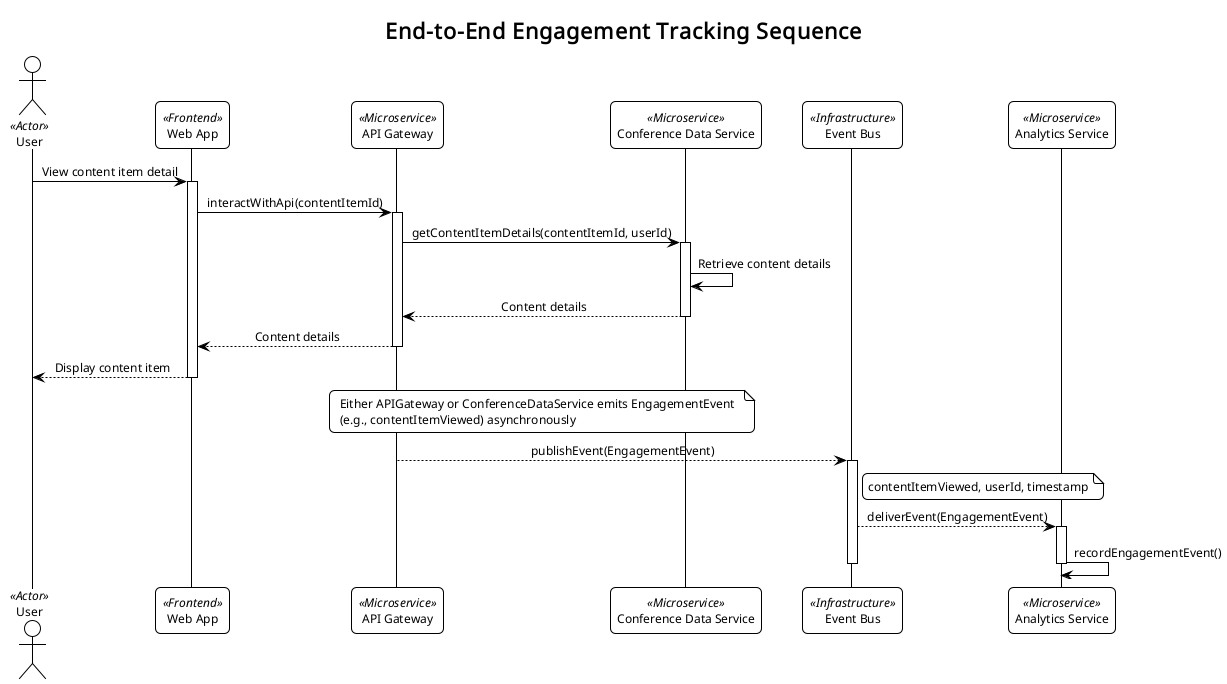 End-to-End Engagement Tracking Sequence
«Actor»
User
«Frontend»
Web App
«Microservice»
API Gateway
«Microservice»
Conference Data Service
«Infrastructure»
Event Bus
«Microservice»
Analytics Service
View content item detail
interactWithApi(contentItemId)
getContentItemDetails(contentItemId, userId)
Retrieve content details
Content details
Content details
Display content item
Either APIGateway or ConferenceDataService emits EngagementEvent
(e.g., contentItemViewed) asynchronously
publishEvent(EngagementEvent)
contentItemViewed, userId, timestamp
deliverEvent(EngagementEvent)
recordEngagementEvent()
«Actor»
User
«Frontend»
Web App
«Microservice»
API Gateway
«Microservice»
Conference Data Service
«Infrastructure»
Event Bus
«Microservice»
Analytics Service